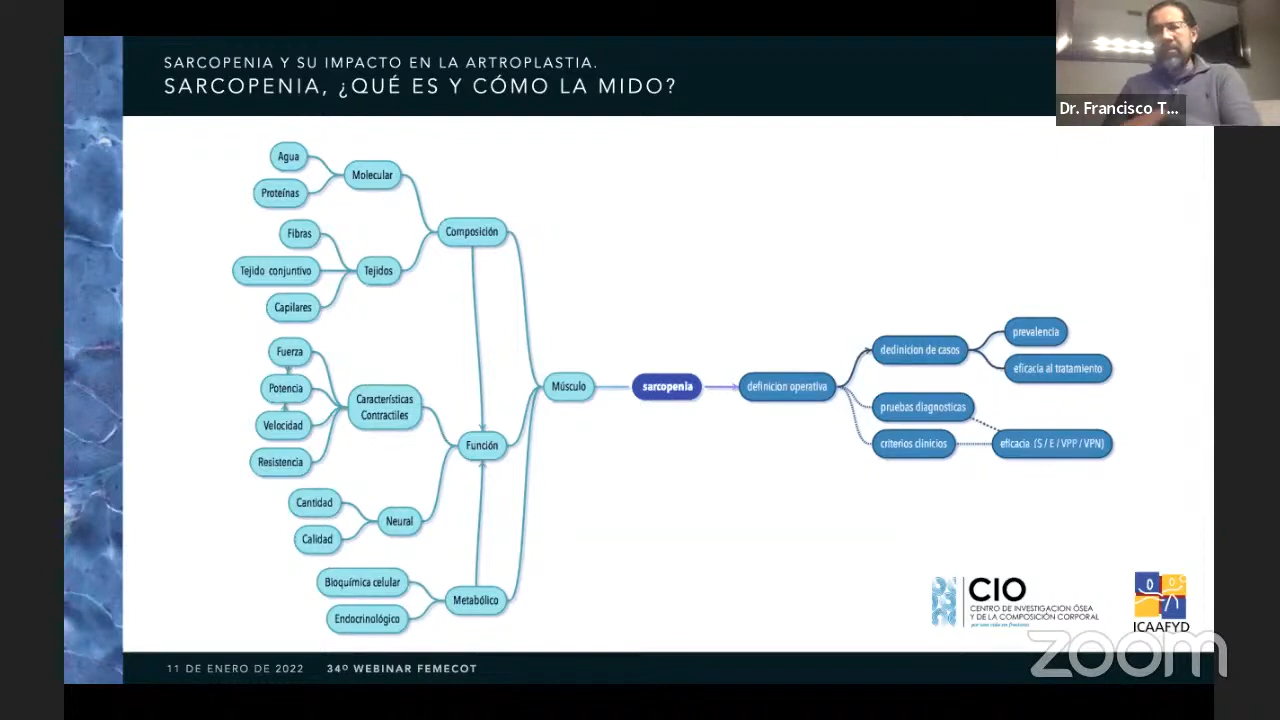 SARCOPENIA Y SU IMPACTO EN LA ARTROPLASTIA.
SARCOPENIA, ¿QUÉ ES Y CÓMO LA MIDO?
Dr. Francisco T...
Agua
Proteínas
Molecular
Fibras
Tejido conjuntivo
Capilares
Tejidos
Composición
Fuerza
Potencia
Velocidad
Resistencia
Características
Contractiles
Cantidad
Calidad
Neural
Función
Bioquímica celular
Endocrinológico
Metabólico
Músculo
sarcopenia
definicion operativa
dedinicion de casos
prevalencia
eficacia al tratamiento
pruebas diagnosticas
criterios clinicios
eficacia (S / E / VPP / VPN)
CIO
CENTRO DE INVESTIGACION ÓSEA
Y DE LA COMPOSICIÓN CORPORAL
ICAAFYD
zoom
11 DE ENERO DE 2022 34º WEBINAR FEMECOT